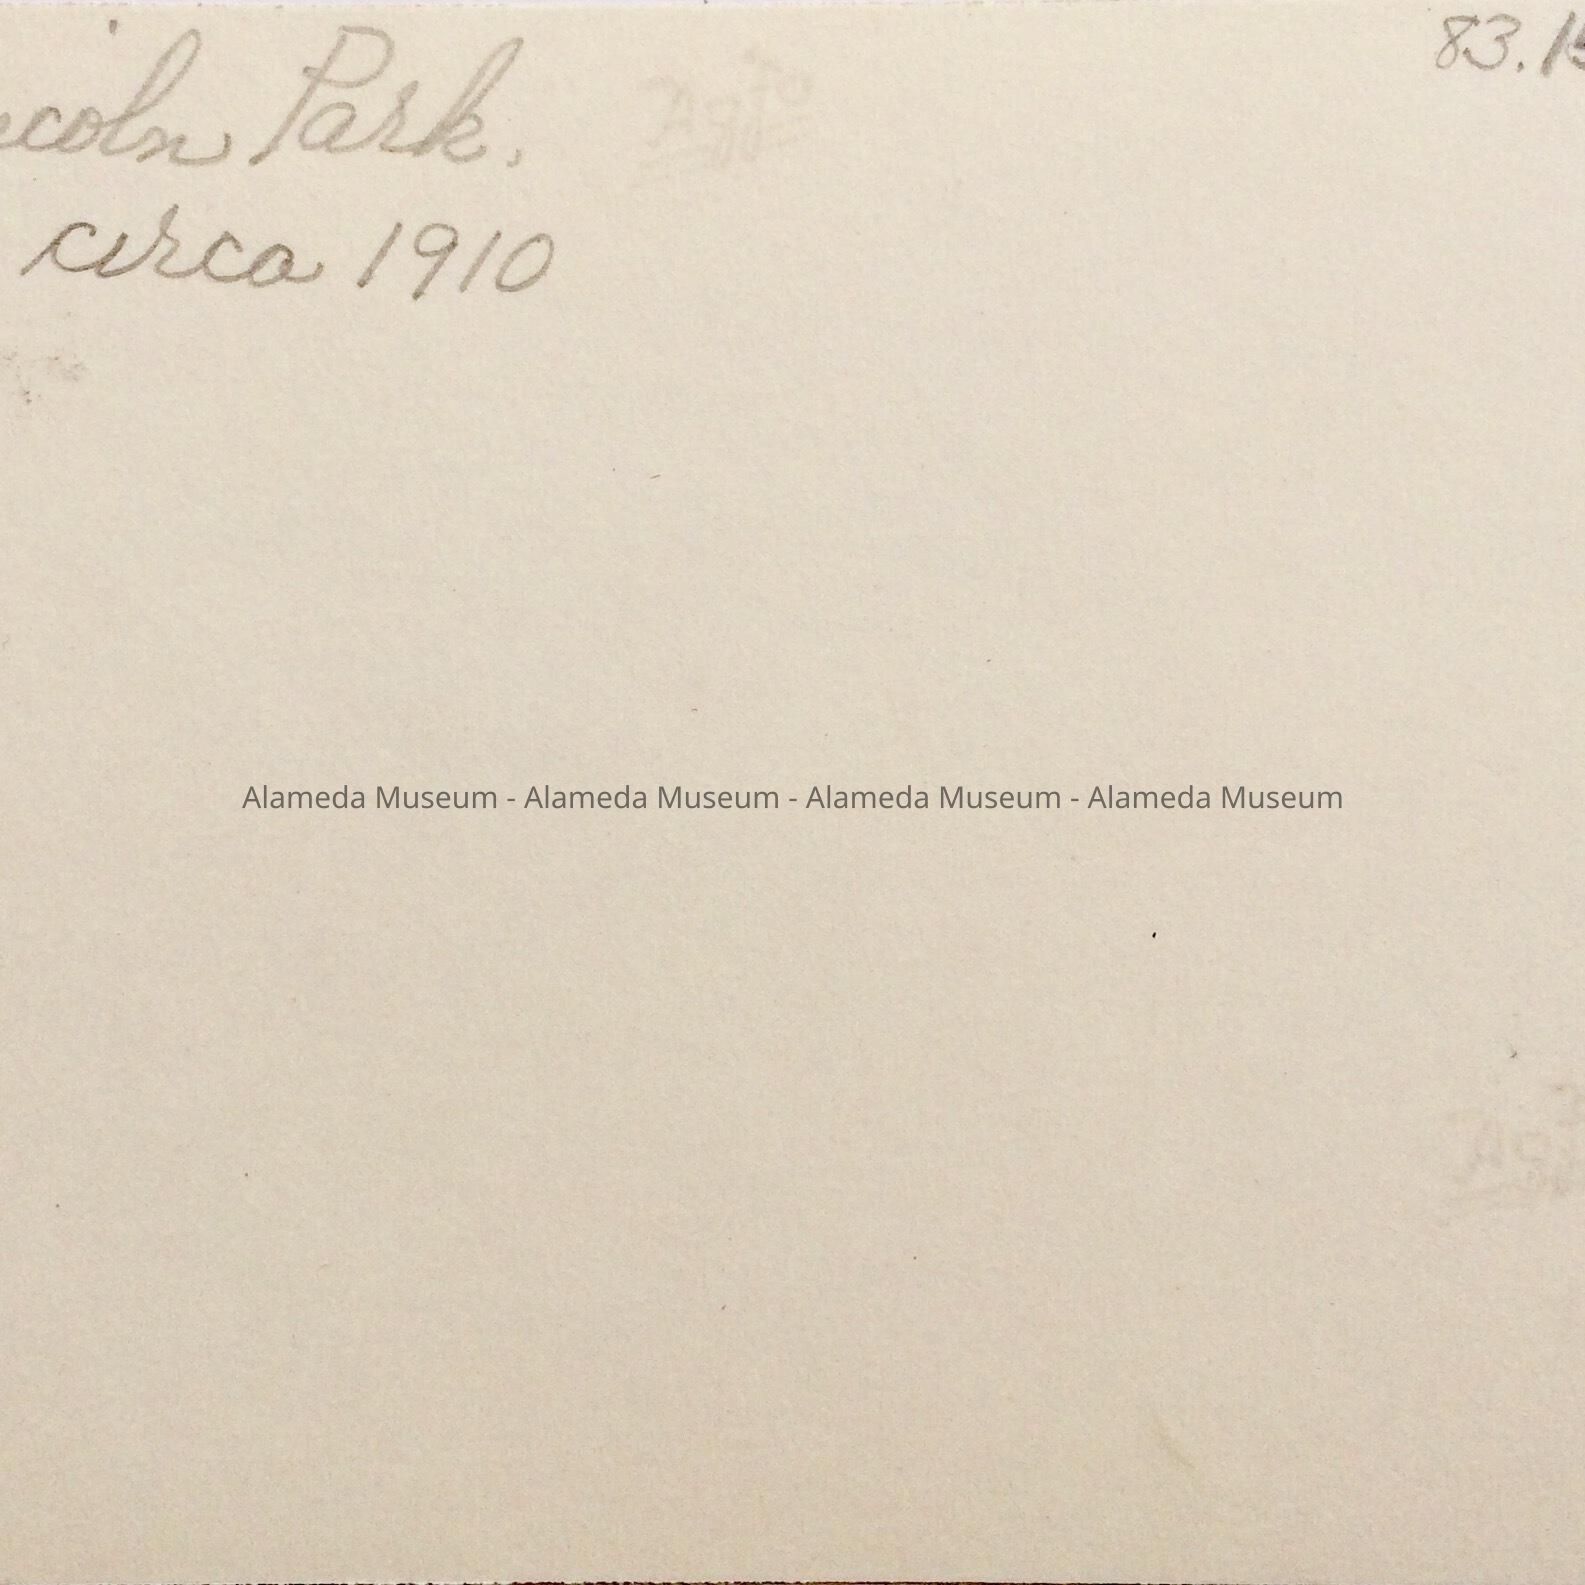 ncoln Park. 83.15
circa 1910
Alameda Museum - Alameda Museum - Alameda Museum - Alameda Museum